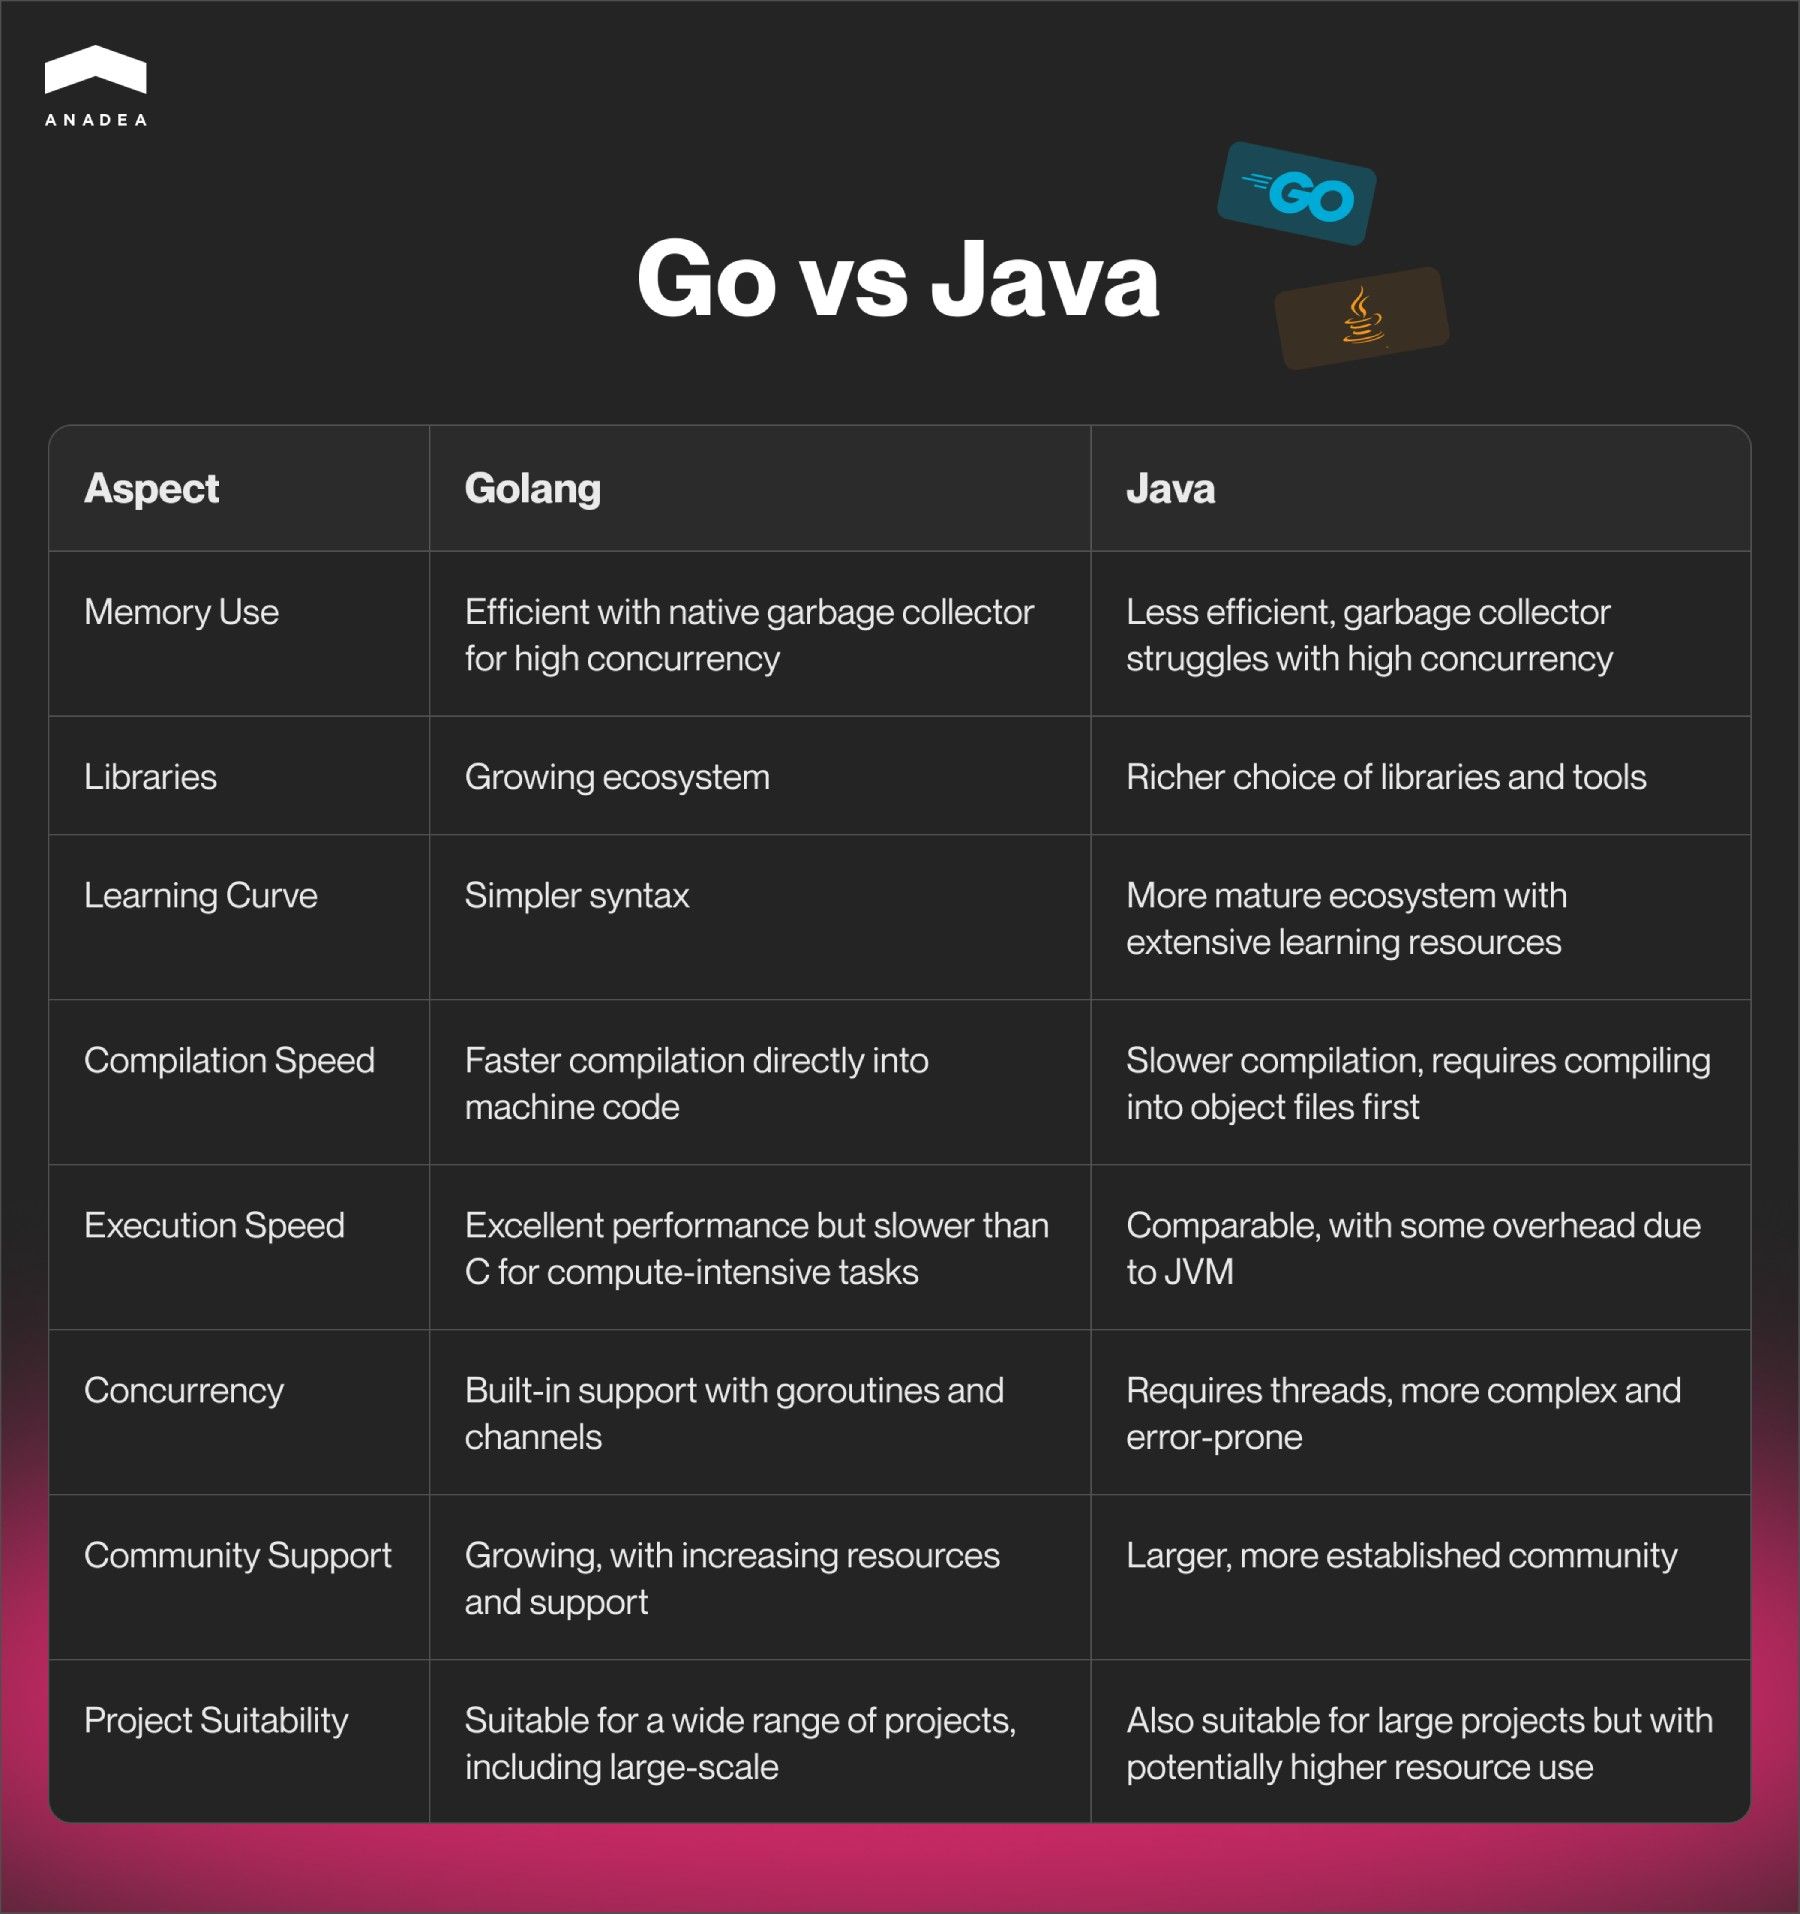 ANADEA
GO
Go vs Java
Aspect
Golang
Java
Memory Use
Efficient with native garbage collector
for high concurrency
Less efficient, garbage collector
struggles with high concurrency
Libraries
Growing ecosystem
Richer choice of libraries and tools
Learning Curve
Simpler syntax
More mature ecosystem with
extensive learning resources
Compilation Speed
Faster compilation directly into
machine code
Slower compilation, requires compiling
into object files first
Execution Speed
Excellent performance but slower than
C for compute-intensive tasks
Comparable, with some overhead due
to JVM
Concurrency
Built-in support with goroutines and
channels
Requires threads, more complex and
error-prone
Community Support
Growing, with increasing resources
and support
Larger, more established community
Project Suitability
Suitable for a wide range of projects,
including large-scale
Also suitable for large projects but with
potentially higher resource use